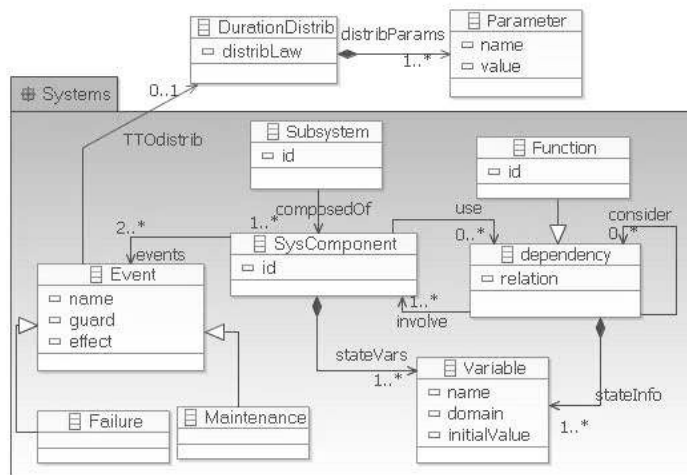 DurationDistrib
distribLaw
distribParams
1..*
Parameter
name
value
Systems
0..1
TTOdistrib
Subsystem
id
Function
id
composedOf
1..*
2..*
events
use
0..*
consider
0..*
SysComponent
id
dependency
relation
Event
name
guard
effect
1..*
involve
stateVars
1..*
Variable
name
domain
initialValue
stateInfo
1..*
Failure
Maintenance